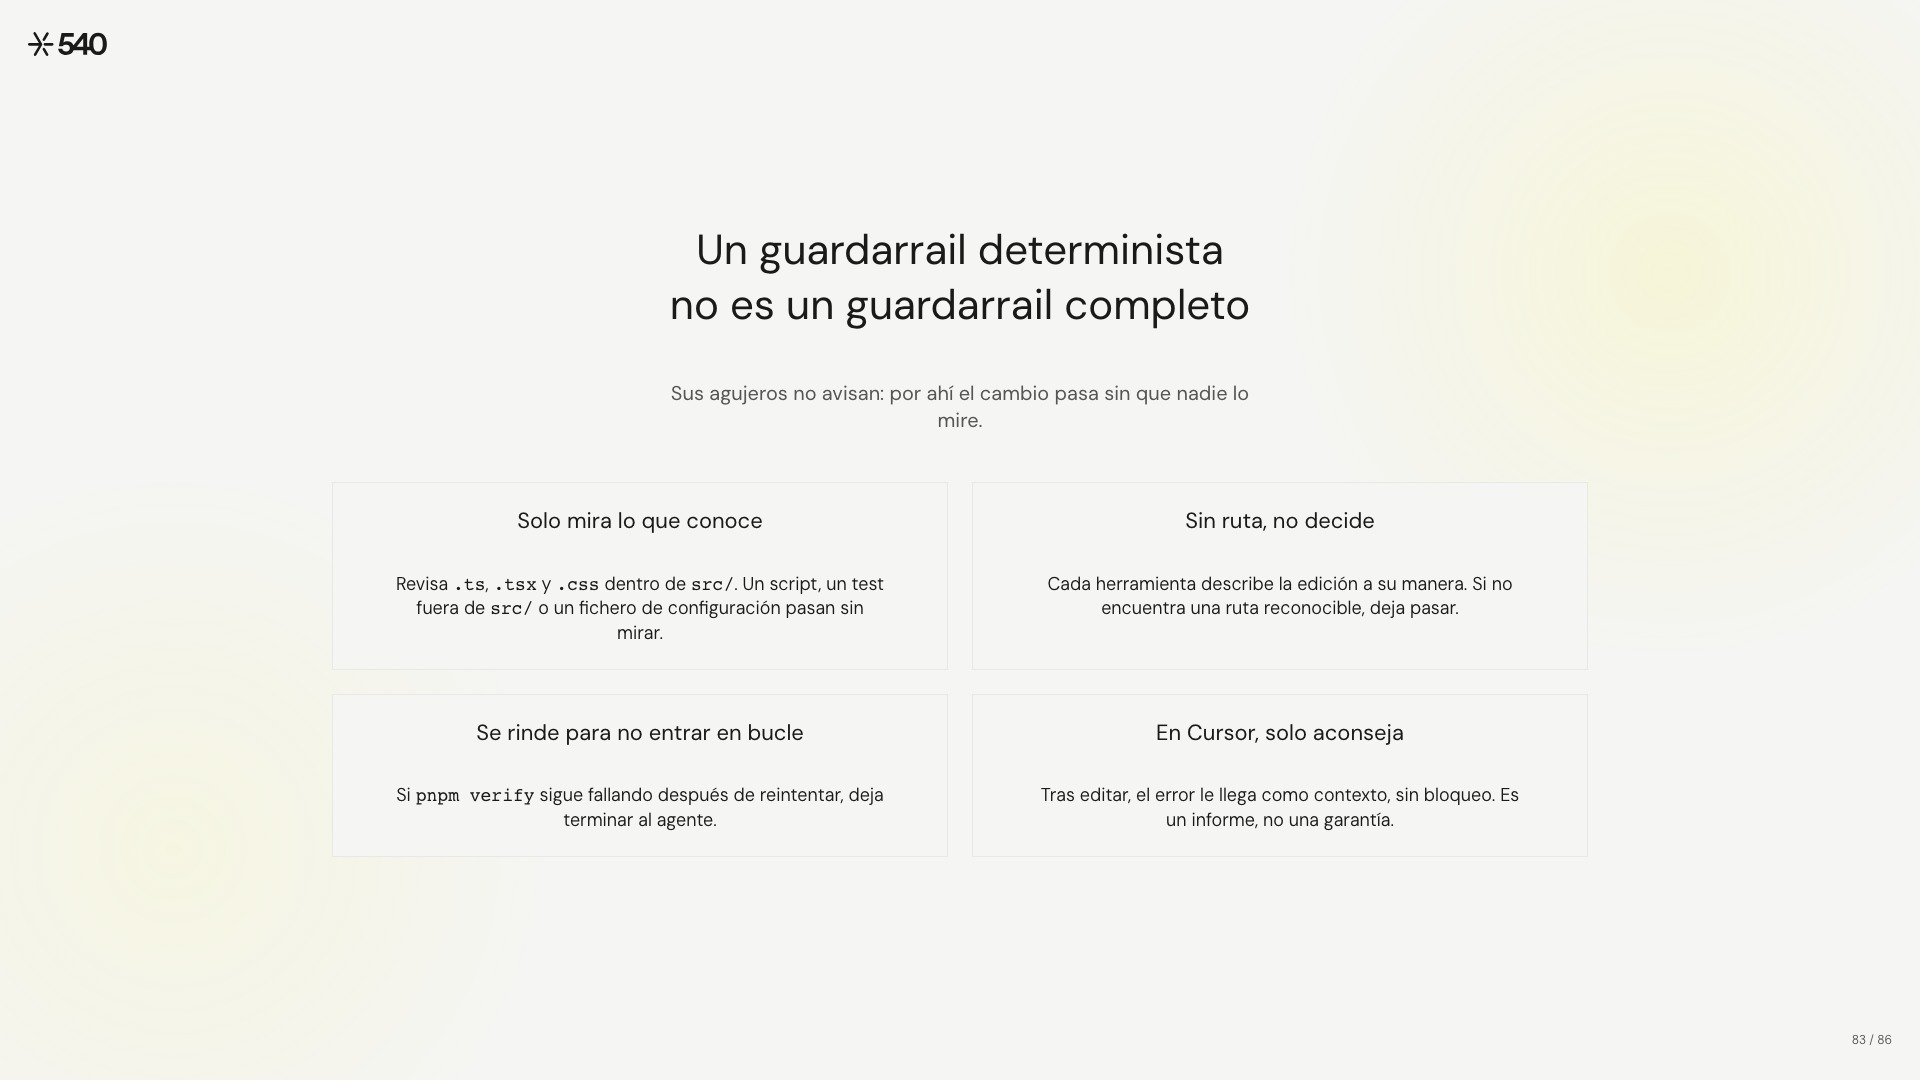 540
Un guardarrail determinista
no es un guardarrail completo
Sus agujeros no avisan: por ahí el cambio pasa sin que nadie lo
mire.
Solo mira lo que conoce
Revisa .ts, .tsx y .css dentro de src/. Un script, un test
fuera de src/ o un fichero de configuración pasan sin
mirar.
Sin ruta, no decide
Cada herramienta describe la edición a su manera. Si no
encuentra una ruta reconocible, deja pasar.
Se rinde para no entrar en bucle
Si pnpm verify sigue fallando después de reintentar, deja
terminar al agente.
En Cursor, solo aconseja
Tras editar, el error le llega como contexto, sin bloqueo. Es
un informe, no una garantía.
83 / 86